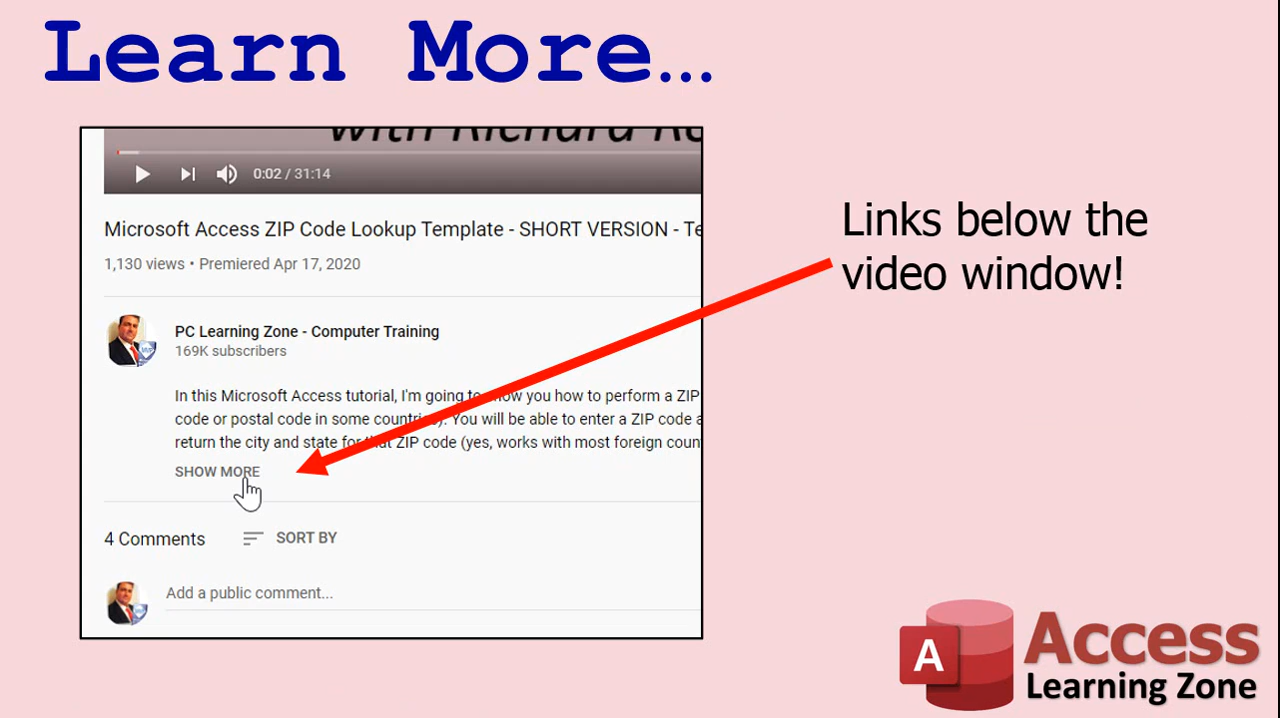 Learn More...
with Richard
0:02 / 31:14
Microsoft Access ZIP Code Lookup Template - SHORT VERSION - Te
1,130 views • Premiered Apr 17, 2020
PC Learning Zone - Computer Training
169K subscribers
In this Microsoft Access tutorial, I'm going to show you how to perform a ZIP
code or postal code in some countries). You will be able to enter a ZIP code a
return the city and state for that ZIP code (yes, works with most foreign coun
SHOW MORE
4 Comments
SORT BY
Add a public comment...
Links below the
video window!
A
Access
Learning Zone